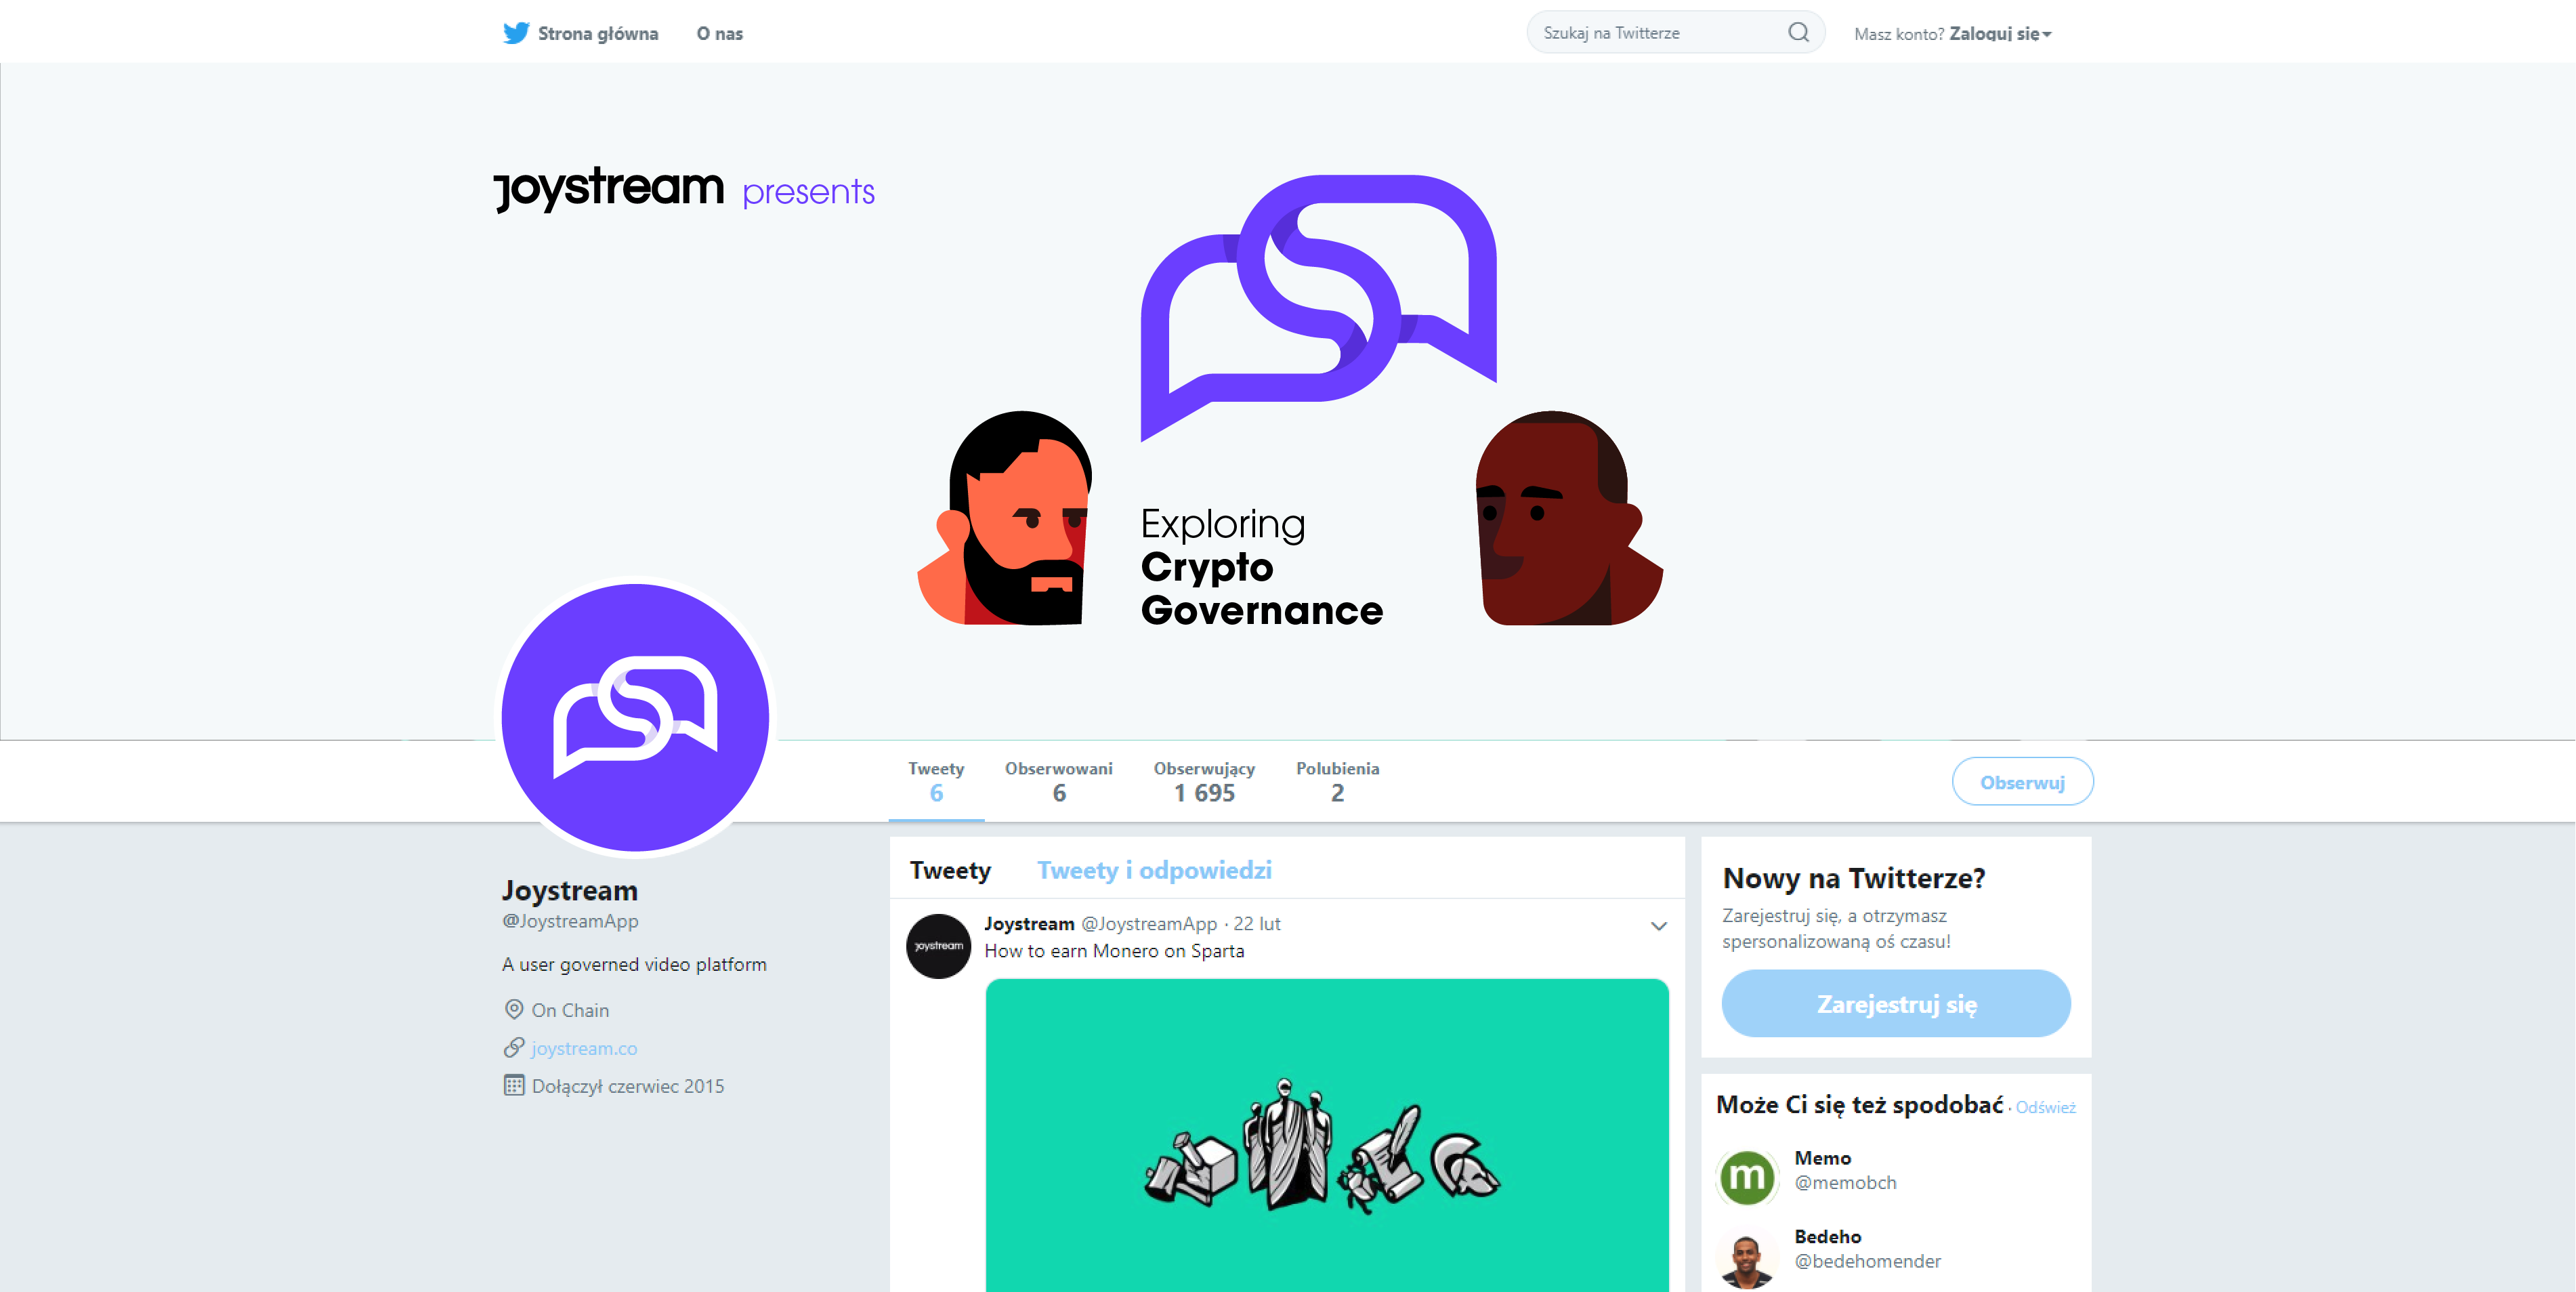 Strona główna
O nas
Szukaj na Twitterze
Masz konto? Zaloguj się
joystream presents
Exploring
Crypto
Governance
Tweety
6
Obserwowani
6
Obserwujący
1 695
Polubienia
2
Obserwuj
Joystream
@JoystreamApp
A user governed video platform
On Chain
joystream.co
Dołączył czerwiec 2015
Tweety
Tweety i odpowiedzi
joystream
Joystream @JoystreamApp · 22 lut
How to earn Monero on Sparta
Nowy na Twitterze?
Zarejestruj się, a otrzymasz
spersonalizowaną oś czasu!
Zarejestruj się
Może Ci się też spodobać · Odśwież
m
Memo
@memobch
Bedeho
@bedehomender